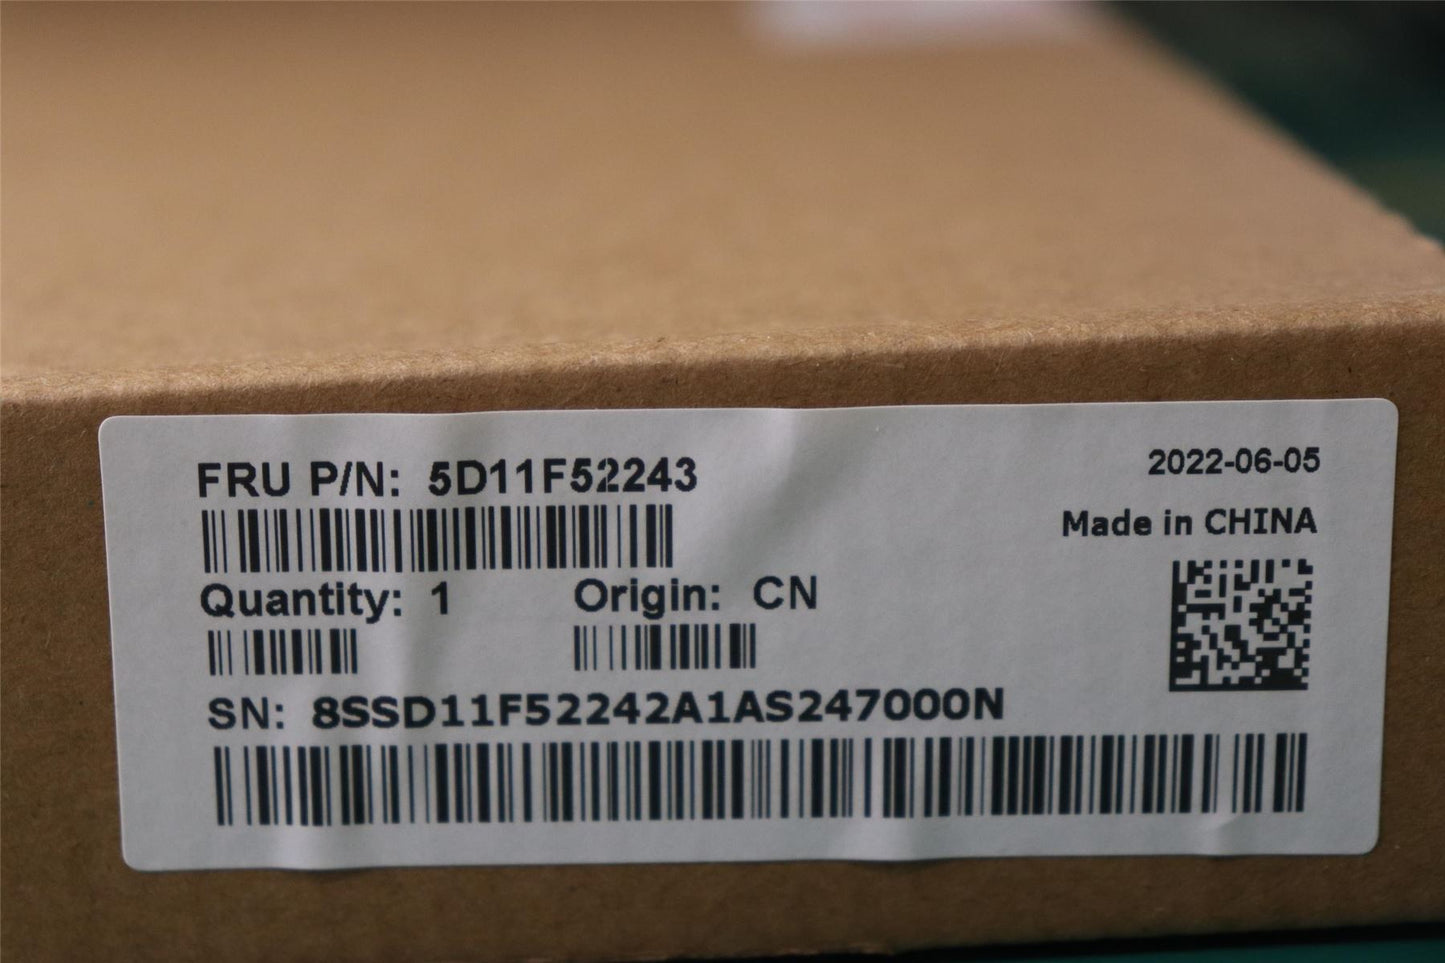 FRU P/N: 5D11F52243
2022-06-05
Made in CHINA
Quantity: 1 Origin: CN
SN: 8SSD11F52242A1AS247000N